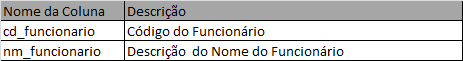 Nome da Coluna Descrição
cd_funcionario Código do Funcionário
nm_funcionario Descrição do Nome do Funcionário